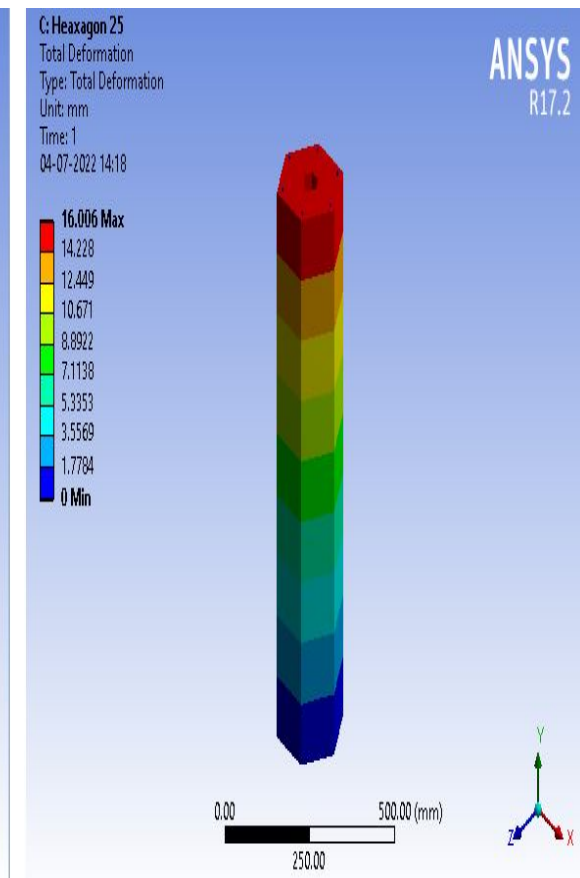 C: Heaxagon 25
Total Deformation
Type: Total Deformation
Unit: mm
Time: 1
04-07-2022 14:18
ANSYS
R17.2
16.006 Max
14.228
12.449
10.671
8.8922
7.1138
5.3353
3.5569
1.7784
0 Min
0.00
500.00 (mm)
250.00
Y
Z
X